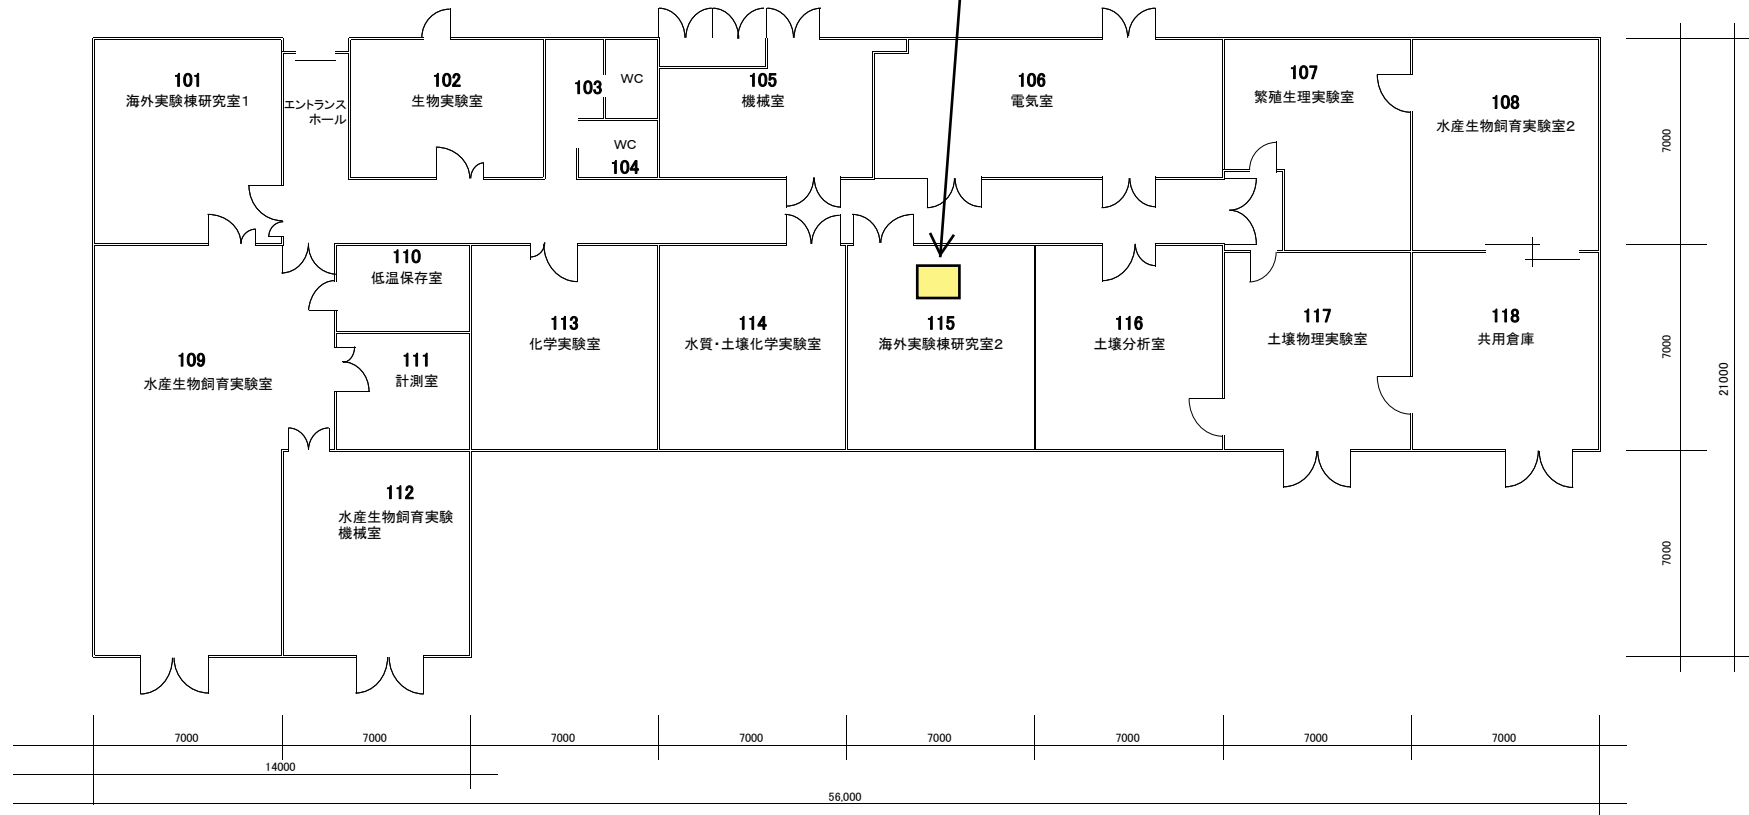 101
海外実験棟研究室1
エントランス
ホール
102
生物実験室
103
WC
WC
104
105
機械室
106
電気室
107
繁殖生理実験室
108
水産生物飼育実験室2
109
水産生物飼育実験室
110
低温保存室
111
計測室
112
水産生物飼育実験
機械室
113
化学実験室
114
水質・土壌化学実験室
115
海外実験棟研究室2
116
土壌分析室
117
土壌物理実験室
118
共用倉庫
7000
7000
7000
21000
7000
7000
7000
7000
7000
7000
7000
7000
14000
56,000